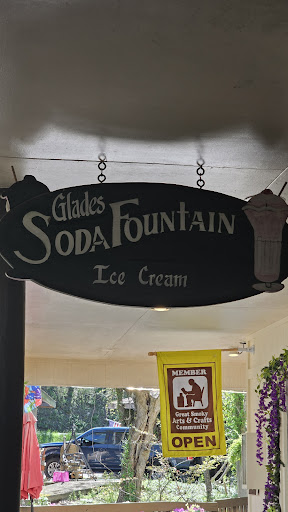 Glades
Soda Fountain
Ice Cream
MEMBER
Great Smoky
Arts & Crafts
Community
OPEN